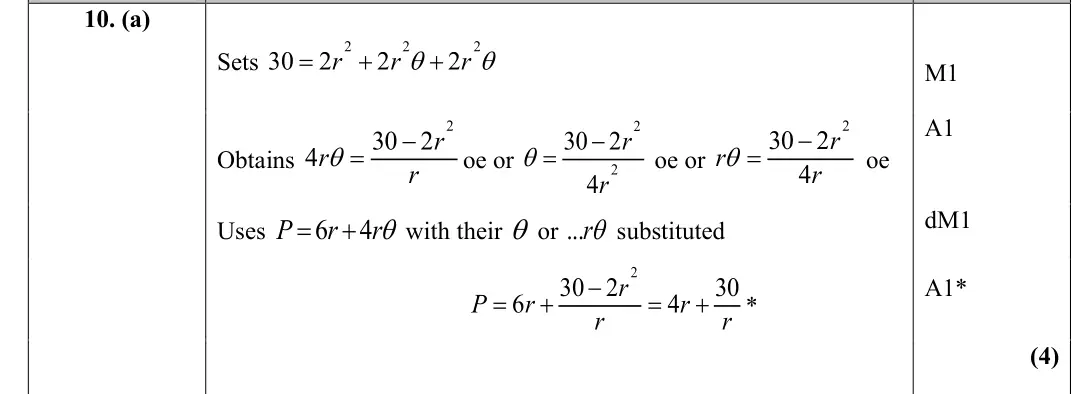 10. (a)
Sets 30 = 2r² + 2r²θ + 2r²θ
M1
Obtains 4rθ = (30 − 2r²)/r oe or θ = (30 − 2r²)/(4r²) oe or rθ = (30 − 2r²)/(4r) oe
A1
Uses P = 6r + 4rθ with their θ or ...rθ substituted
dM1
P = 6r + (30 − 2r²)/r = 4r + 30/r *
A1*
(4)